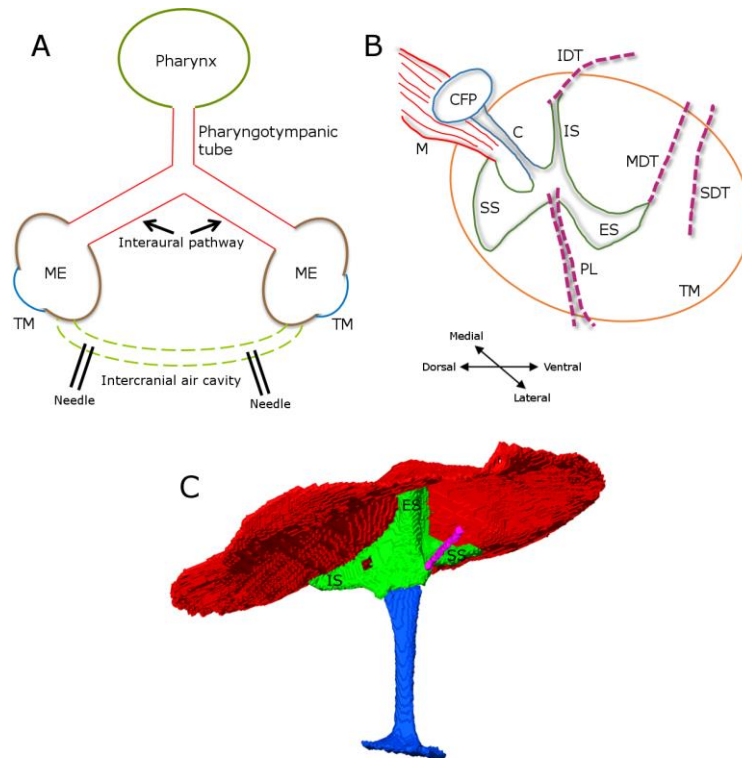 A
Pharynx
Pharyngotympanic
tube
Interaural pathway
ME
ME
TM
TM
Intercranial air cavity
Needle
Needle
B
IDT
CFP
C
IS
M
MDT
SDT
SS
ES
PL
TM
Medial
Dorsal
Ventral
Lateral
C
ES
SS
IS